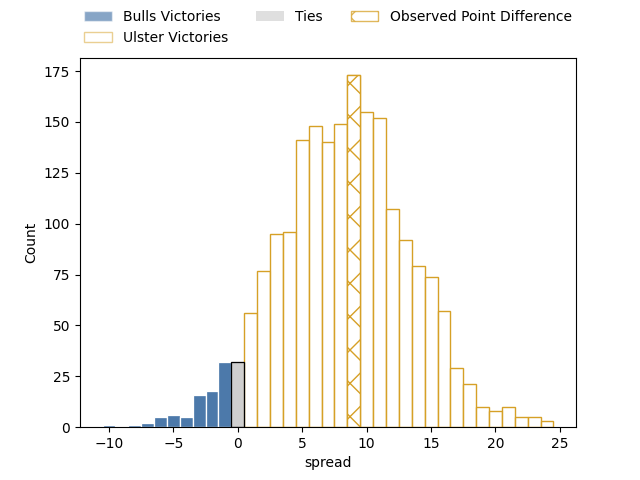 Bulls Victories
Ties
Observed Point Difference
Ulster Victories
175
150
125
100
75
50
25
0
Count
−10 −5 0 5 10 15 20 25
spread